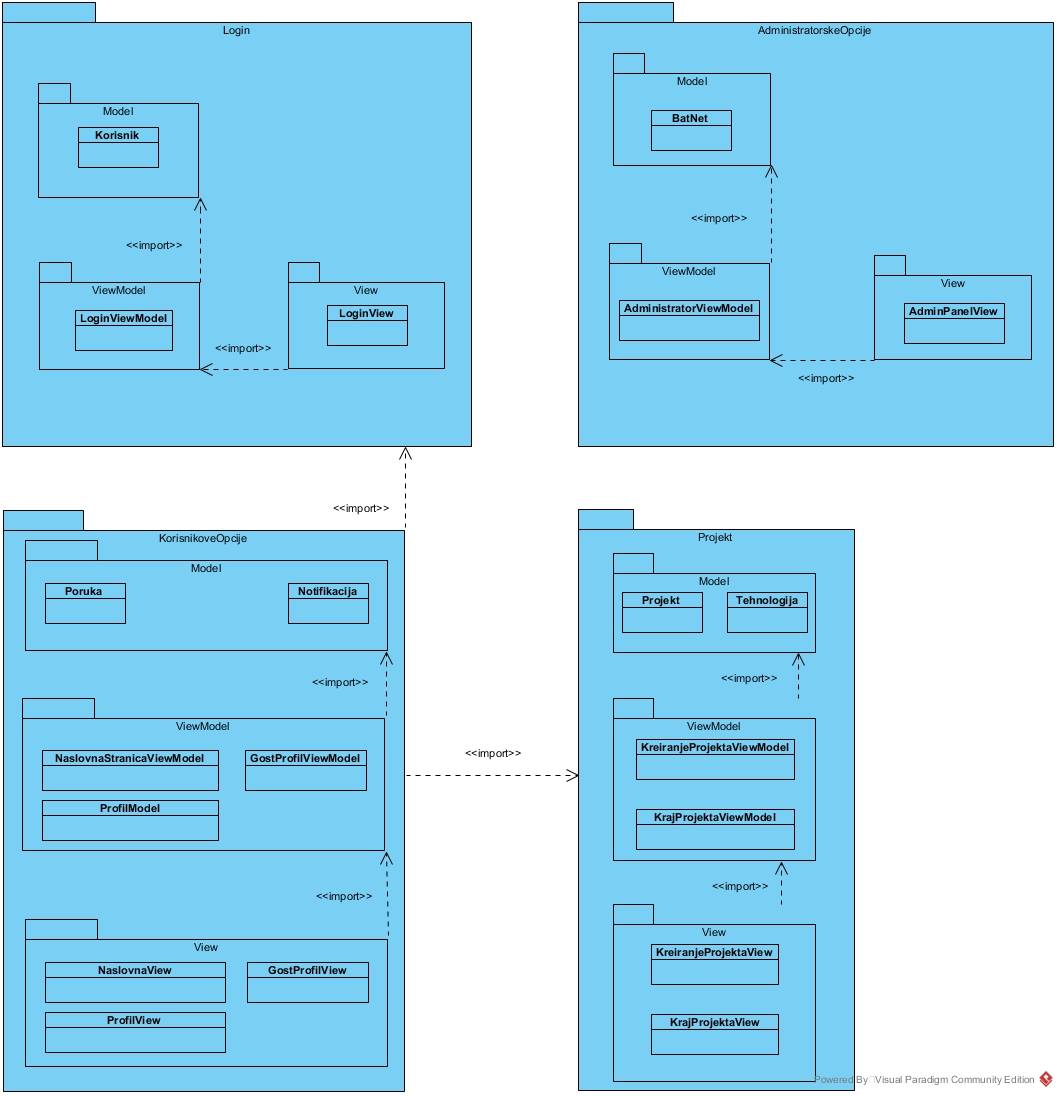 Login
Model
Korisnik
<<import>>
ViewModel
LoginViewModel
View
LoginView
<<import>>
AdministratorskeOpcije
Model
BatNet
<<import>>
ViewModel
AdministratorViewModel
View
AdminPanelView
<<import>>
<<import>>
KorisnikoveOpcije
Model
Poruka
Notifikacija
<<import>>
ViewModel
NaslovnaStranicaViewModel
GostProfilViewModel
ProfilModel
<<import>>
View
NaslovnaView
GostProfilView
ProfilView
<<import>>
Projekt
Model
Projekt
Tehnologija
<<import>>
ViewModel
KreiranjeProjektaViewModel
KrajProjektaViewModel
<<import>>
View
KreiranjeProjektaView
KrajProjektaView
Powered By Visual Paradigm Community Edition